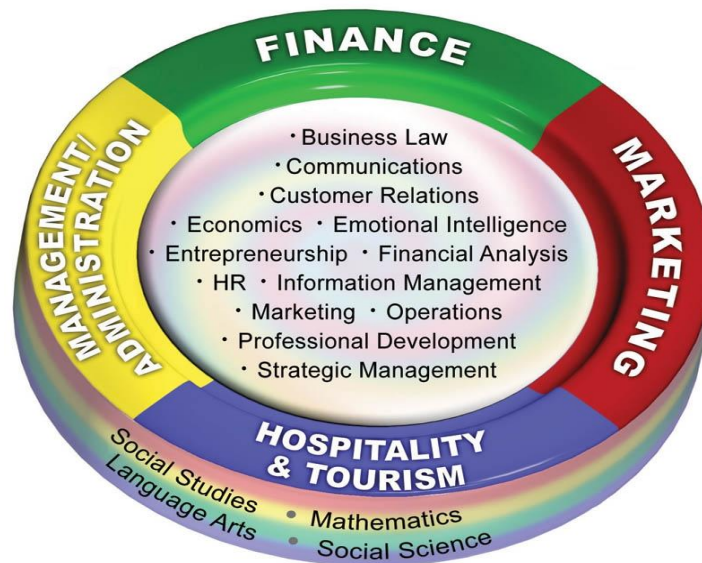 FINANCE
MANAGEMENT/
ADMINISTRATION
MARKETING
• Business Law
• Communications
• Customer Relations
• Economics • Emotional Intelligence
• Entrepreneurship • Financial Analysis
• HR • Information Management
• Marketing • Operations
• Professional Development
• Strategic Management
HOSPITALITY
& TOURISM
Social Studies • Mathematics
Language Arts • Social Science